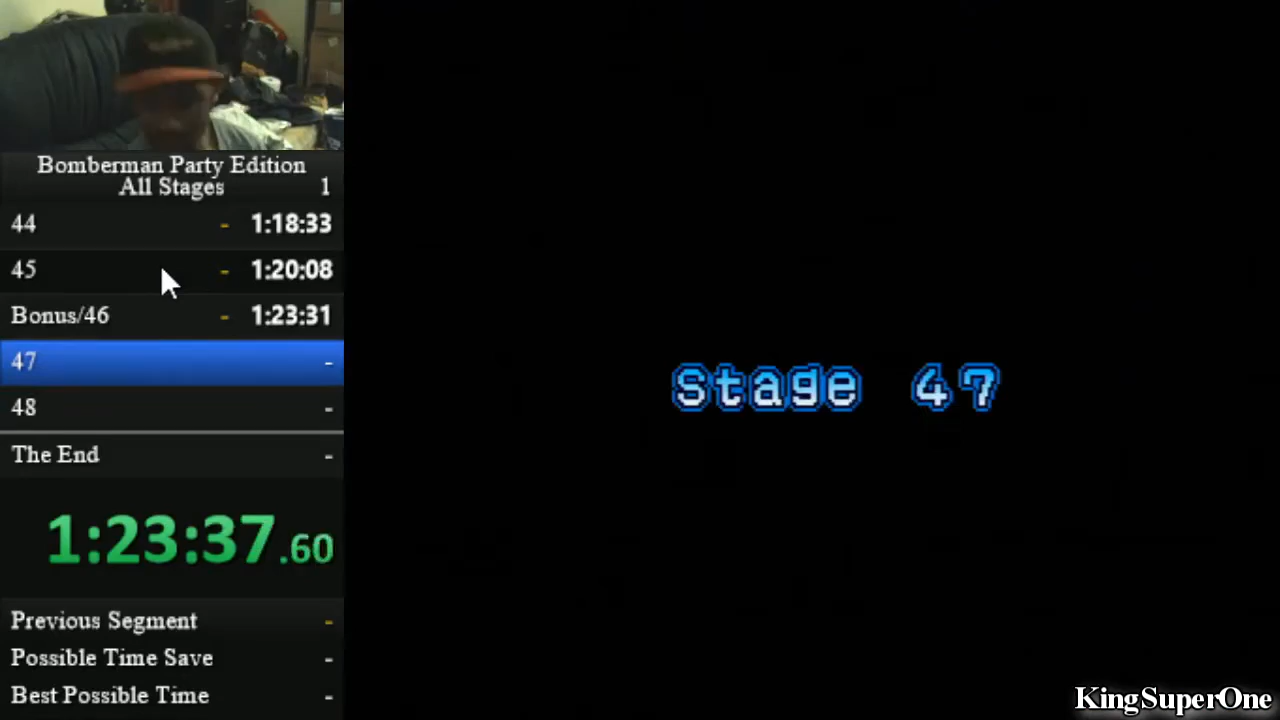 Bomberman Party Edition
All Stages 1
44 - 1:18:33
45 - 1:20:08
Bonus/46 - 1:23:31
47 -
48 -
The End -
1:23:37.60
Previous Segment -
Possible Time Save -
Best Possible Time -
Stage 47
KingSuperOne